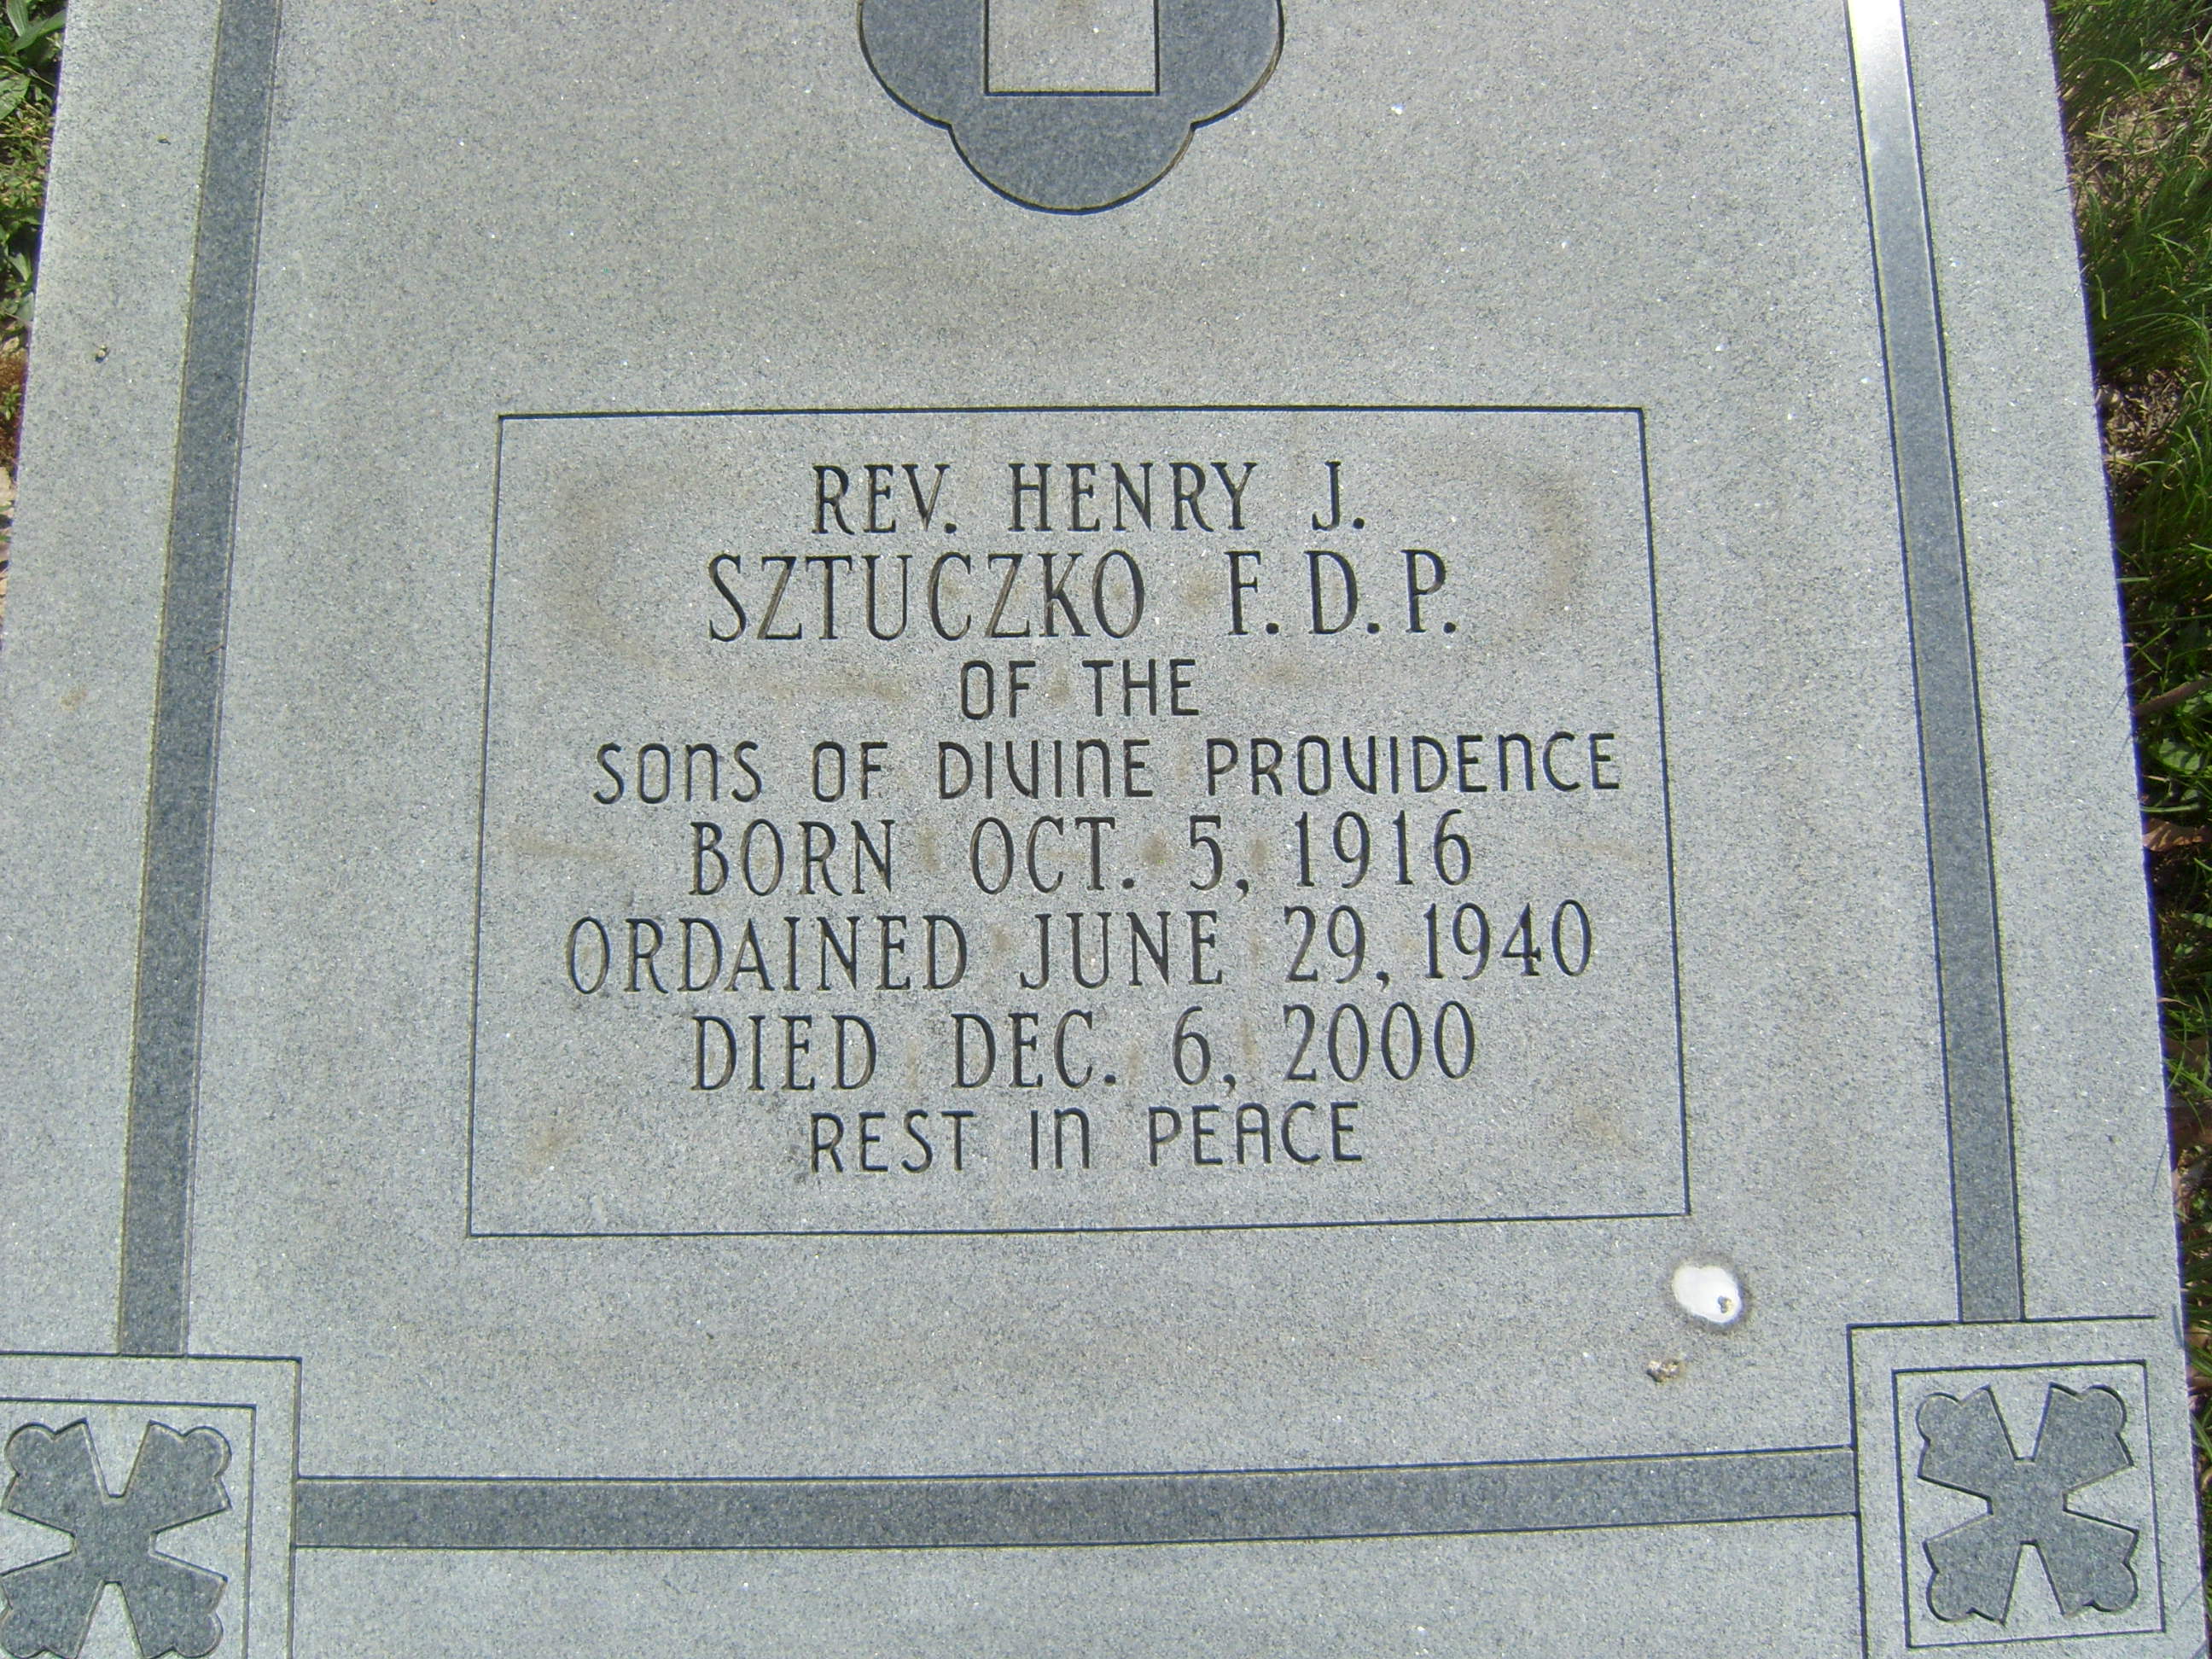 REV. HENRY J.
SZTUCZKO F.D.P.
OF THE
SONS OF DIVINE PROVIDENCE
BORN OCT. 5, 1916
ORDAINED JUNE 29, 1940
DIED DEC. 6, 2000
REST IN PEACE